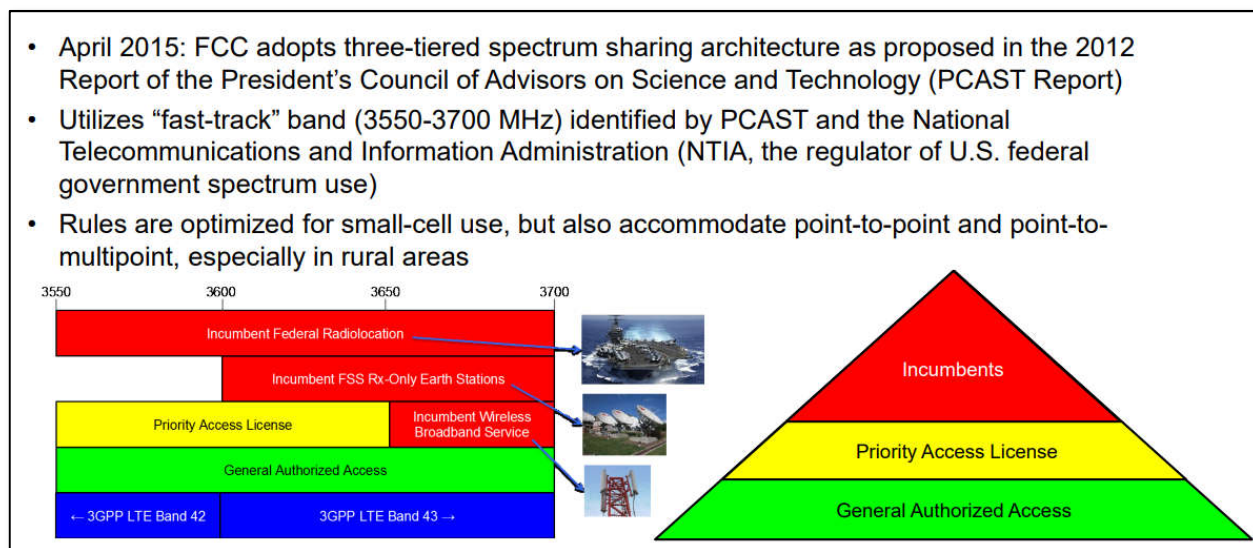 • April 2015: FCC adopts three-tiered spectrum sharing architecture as proposed in the 2012
Report of the President's Council of Advisors on Science and Technology (PCAST Report)
• Utilizes “fast-track” band (3550-3700 MHz) identified by PCAST and the National
Telecommunications and Information Administration (NTIA, the regulator of U.S. federal
government spectrum use)
• Rules are optimized for small-cell use, but also accommodate point-to-point and point-to-
multipoint, especially in rural areas
3550 3600 3650 3700
Incumbent Federal Radiolocation
Incumbent FSS Rx-Only Earth Stations
Priority Access License
Incumbent Wireless
Broadband Service
General Authorized Access
← 3GPP LTE Band 42
3GPP LTE Band 43 →
Incumbents
Priority Access License
General Authorized Access